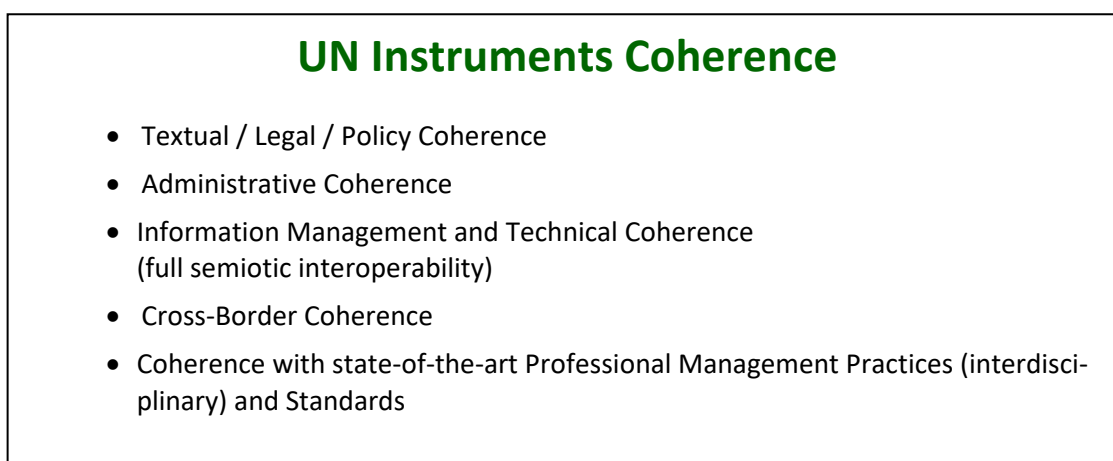 UN Instruments Coherence
• Textual / Legal / Policy Coherence
• Administrative Coherence
• Information Management and Technical Coherence
(full semiotic interoperability)
• Cross-Border Coherence
• Coherence with state-of-the-art Professional Management Practices (interdisci-
plinary) and Standards